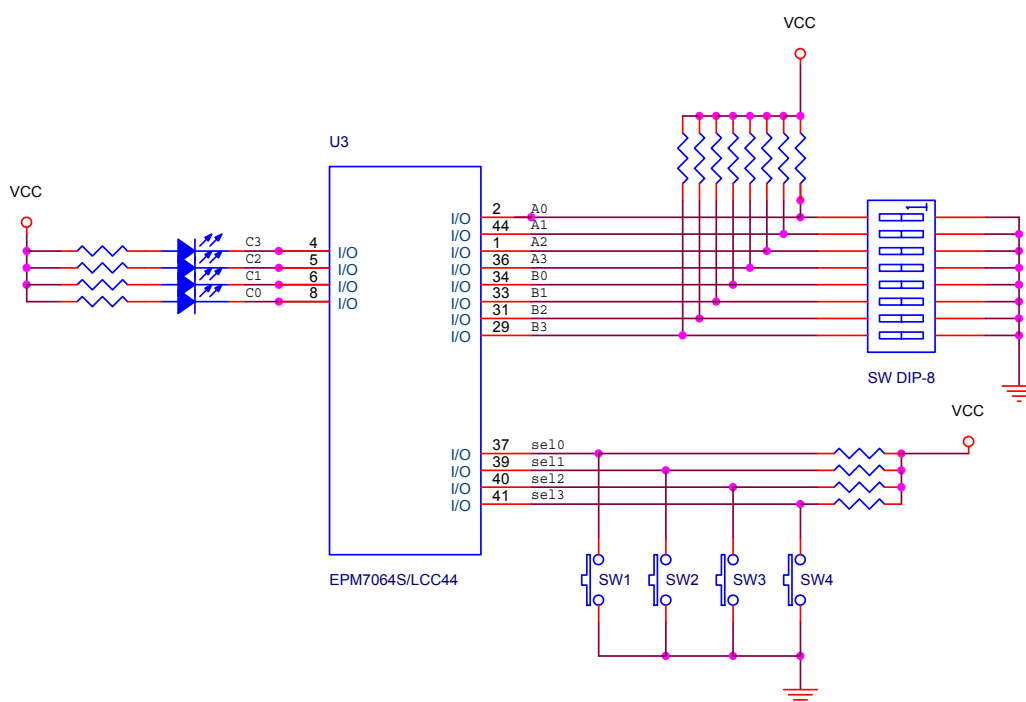 VCC
U3
VCC
C3 4 I/O
C2 5 I/O
C1 6 I/O
C0 8 I/O
I/O 2 A0
I/O 44 A1
I/O 1 A2
I/O 36 A3
I/O 34 B0
I/O 33 B1
I/O 31 B2
I/O 29 B3
1
SW DIP-8
VCC
I/O 37 sel0
I/O 39 sel1
I/O 40 sel2
I/O 41 sel3
EPM7064S/LCC44
SW1
SW2
SW3
SW4